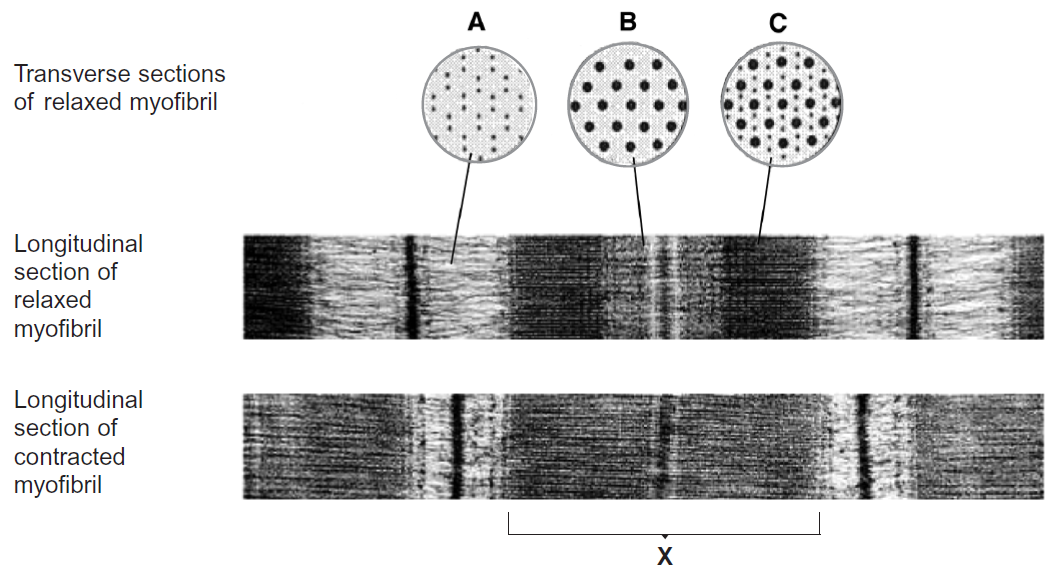 A
B
C
Transverse sections
of relaxed myofibril
Longitudinal
section of
relaxed
myofibril
Longitudinal
section of
contracted
myofibril
X